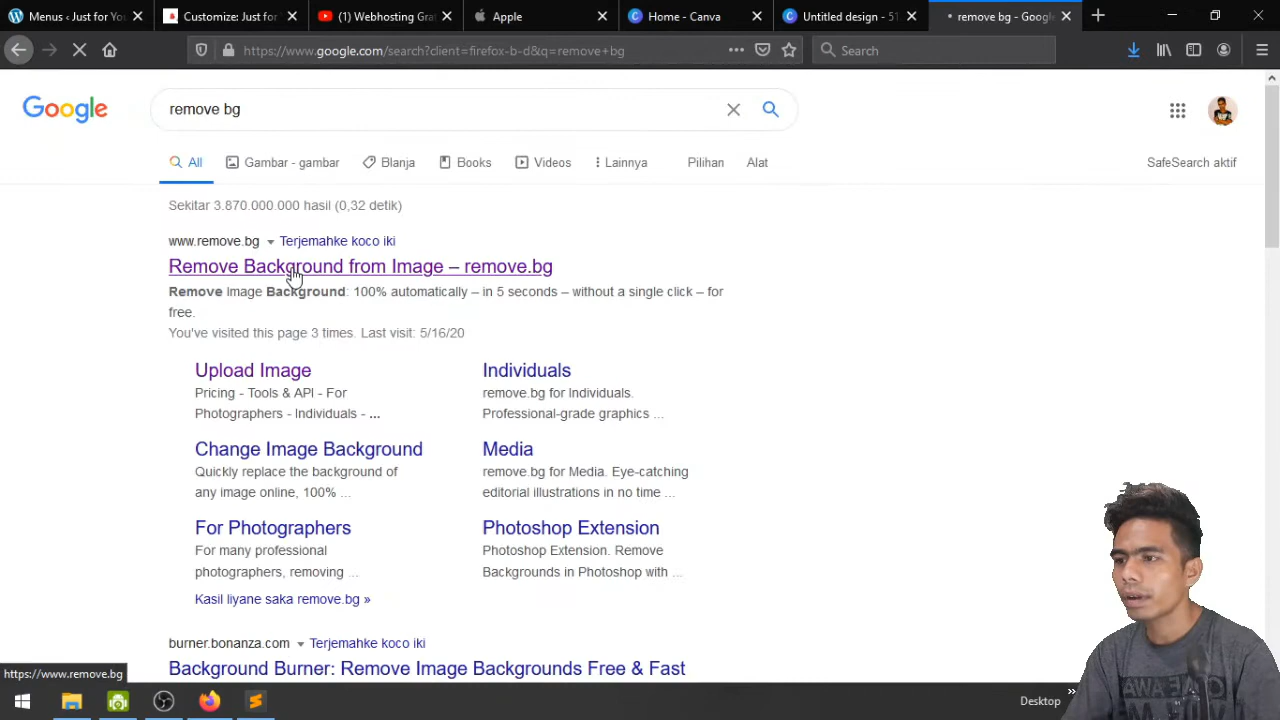 Menus ‹ Just for Yo
Customize: Just for
(1) Webhosting Gra
Apple
Home - Canva
Untitled design - 51
remove bg - Google
https://www.google.com/search?client=firefox-b-d&q=remove+bg
Search
Google
remove bg
All
Gambar - gambar
Blanja
Books
Videos
Lainnya
Pilihan
Alat
SafeSearch aktif
Sekitar 3.870.000.000 hasil (0,32 detik)
www.remove.bg
Terjemahke koco iki
Remove Background from Image – remove.bg
Remove Image Background: 100% automatically – in 5 seconds – without a single click – for
free.
You've visited this page 3 times. Last visit: 5/16/20
Upload Image
Pricing - Tools & API - For
Photographers - Individuals - ...
Individuals
remove.bg for Individuals.
Professional-grade graphics ...
Change Image Background
Quickly replace the background of
any image online, 100% ...
Media
remove.bg for Media. Eye-catching
editorial illustrations in no time ...
For Photographers
For many professional
photographers, removing ...
Photoshop Extension
Photoshop Extension. Remove
Backgrounds in Photoshop with ...
Kasil liyane saka remove.bg »
burner.bonanza.com
Terjemahke koco iki
Background Burner: Remove Image Backgrounds Free & Fast
https://www.remove.bg
Desktop